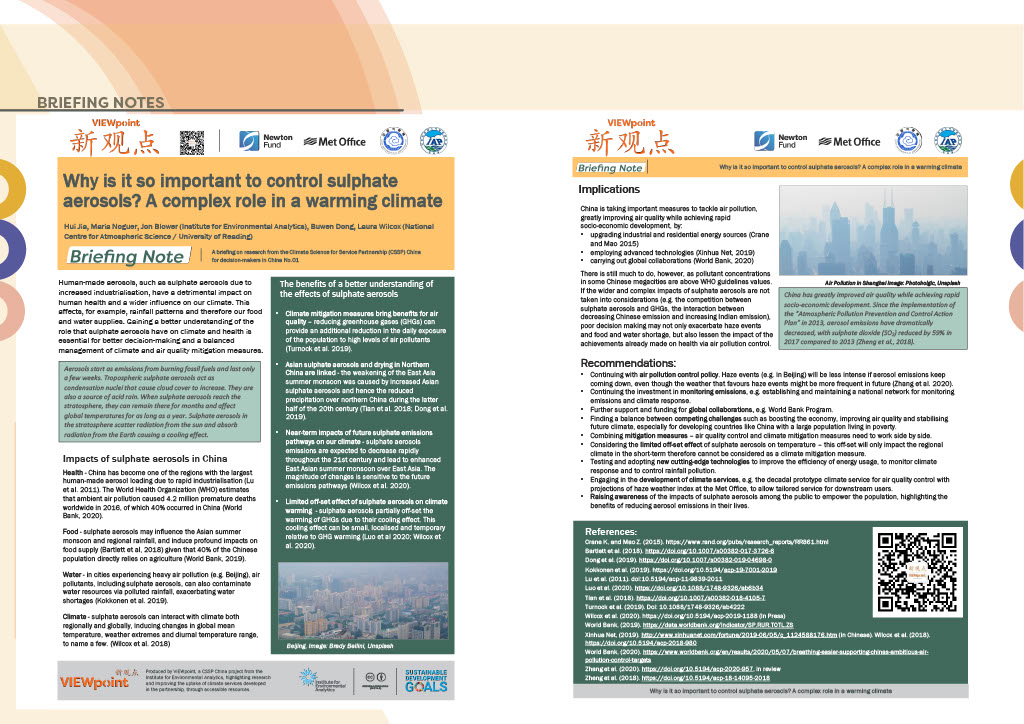 BRIEFING NOTES
VIEWpoint
新观点
Newton
Fund
Met Office
IAP
Why is it so important to control sulphate
aerosols? A complex role in a warming climate
Hui Jia, Maria Noguer, Jon Blower (Institute for Environmental Analytics), Buwen Dong, Laura Wilcox (National
Centre for Atmospheric Science / University of Reading)
Briefing Note
A briefing on research from the Climate Science for Service Partnership (CSSP) China
for decision-makers in China No.01
Human-made aerosols, such as sulphate aerosols due to
increased industrialisation, have a detrimental impact on
human health and a wider influence on our climate. This
affects, for example, rainfall patterns and therefore our food
and water supplies. Gaining a better understanding of the
role that sulphate aerosols have on climate and health is
essential for better decision-making and a balanced
management of climate and air quality mitigation measures.
Aerosols start as emissions from burning fossil fuels and last only
a few weeks. Tropospheric sulphate aerosols act as
condensation nuclei that cause cloud cover to increase. They are
also a source of acid rain. When sulphate aerosols reach the
stratosphere, they can remain there for months and affect
global temperatures for as long as a year. Sulphate aerosols in
the stratosphere scatter radiation from the sun and absorb
radiation from the Earth causing a cooling effect.
Impacts of sulphate aerosols in China
Health - China has become one of the regions with the largest
human-made aerosol loading due to rapid industrialisation (Lu
et al. 2011). The World Health Organization (WHO) estimates
that ambient air pollution caused 4.2 million premature deaths
worldwide in 2016, of which 40% occurred in China (World
Bank, 2020).
Food - sulphate aerosols may influence the Asian summer
monsoon and regional rainfall, and induce profound impacts on
food supply (Bartlett et al, 2018) given that 40% of the Chinese
population directly relies on agriculture (World Bank, 2019).
Water - in cities experiencing heavy air pollution (e.g. Beijing), air
pollutants, including sulphate aerosols, can also contaminate
water resources via polluted rainfall, exacerbating water
shortages (Kokkonen et al. 2019).
Climate - sulphate aerosols can interact with climate both
regionally and globally, inducing changes in global mean
temperature, weather extremes and diurnal temperature range,
to name a few. (Wilcox et al. 2018)
The benefits of a better understanding of
the effects of sulphate aerosols
• Climate mitigation measures bring benefits for air
quality – reducing greenhouse gases (GHGs) can
provide an additional reduction in the daily exposure
of the population to high levels of air pollutants
(Turnock et al. 2019).
• Asian sulphate aerosols and drying in Northern
China are linked - the weakening of the East Asia
summer monsoon was caused by increased Asian
sulphate aerosols and hence the reduced
precipitation over northern China during the latter
half of the 20th century (Tian et al. 2018; Dong et al.
2019).
• Near-term impacts of future sulphate emissions
pathways on our climate - sulphate aerosols
emissions are expected to decrease rapidly
throughout the 21st century and lead to enhanced
East Asian summer monsoon over East Asia. The
magnitude of changes is sensitive to the future
emissions pathways (Wilcox et al. 2020).
• Limited off-set effect of sulphate aerosols on climate
warming - sulphate aerosols partially off-set the
warming of GHGs due to their cooling effect. This
cooling effect can be small, localised and temporary
relative to GHG warming (Luo et al 2020; Wilcox et
al. 2020).
Beijing. Image: Brady Bellini, Unsplash
新观点
VIEWpoint
Produced by VIEWpoint, a CSSP China project from the
Institute for Environmental Analytics, highlighting research
and improving the uptake of climate services developed
in the partnership, through accessible resources.
Institute for
Environmental
Analytics
cc
SUSTAINABLE
DEVELOPMENT
GOALS
VIEWpoint
新观点
Newton
Fund
Met Office
IAP
Briefing Note
Why is it so important to control sulphate aerosols? A complex role in a warming climate
Implications
China is taking important measures to tackle air pollution,
greatly improving air quality while achieving rapid
socio-economic development, by:
• upgrading industrial and residential energy sources (Crane
and Mao 2015)
• employing advanced technologies (Xinhua Net, 2019)
• carrying out global collaborations (World Bank, 2020)
There is still much to do, however, as pollutant concentrations
in some Chinese megacities are above WHO guidelines values.
If the wider and complex impacts of sulphate aerosols are not
taken into considerations (e.g. the competition between
sulphate aerosols and GHGs, the interaction between
decreasing Chinese emission and increasing Indian emission),
poor decision making may not only exacerbate haze events
and food and water shortage, but also lessen the impact of the
achievements already made on health via air pollution control.
Air Pollution in Shanghai Image: Photoholgic, Unsplash
China has greatly improved air quality while achieving rapid
socio-economic development. Since the implementation of
the "Atmospheric Pollution Prevention and Control Action
Plan" in 2013, aerosol emissions have dramatically
decreased, with sulphate dioxide (SO₂) reduced by 59% in
2017 compared to 2013 (Zheng et al., 2018).
Recommendations:
• Continuing with air pollution control policy. Haze events (e.g. in Beijing) will be less intense if aerosol emissions keep
coming down, even though the weather that favours haze events might be more frequent in future (Zhang et al. 2020).
• Continuing the investment in monitoring emissions, e.g. establishing and maintaining a national network for monitoring
emissions and climate response.
• Further support and funding for global collaborations, e.g. World Bank Program.
• Finding a balance between competing challenges such as boosting the economy, improving air quality and stabilising
future climate, especially for developing countries like China with a large population living in poverty.
• Combining mitigation measures – air quality control and climate mitigation measures need to work side by side.
• Considering the limited off-set effect of sulphate aerosols on temperature – this off-set will only impact the regional
climate in the short-term therefore cannot be considered as a climate mitigation measure.
• Testing and adopting new cutting-edge technologies to improve the efficiency of energy usage, to monitor climate
response and to control rainfall pollution.
• Engaging in the development of climate services, e.g. the decadal prototype climate service for air quality control with
projections of haze weather index at the Met Office, to allow tailored service for downstream users.
• Raising awareness of the impacts of sulphate aerosols among the public to empower the population, highlighting the
benefits of reducing aerosol emissions in their lives.
References:
Crane K. and Mao Z. (2015). https://www.rand.org/pubs/research_reports/RR861.html
Bartlett et al. (2018). https://doi.org/10.1007/s00382-017-3726-6
Dong et al. (2019). https://doi.org/10.1007/s00382-019-04698-0
Kokkonen et al. (2019). https://doi.org/10.5194/acp-19-7001-2019
Lu et al. (2011). doi:10.5194/acp-11-9839-2011
Luo et al. (2020). https://doi.org/10.1088/1748-9326/ab6b34
Tian et al. (2018). https://doi.org/10.1007/s00382-018-4105-7
Turnock et al. (2019). Doi: 10.1088/1748-9326/ab4222
Wilcox et al. (2020). https://doi.org/10.5194/acp-2019-1188 (In Press)
World Bank. (2019). https://data.worldbank.org/indicator/SP.RUR.TOTL.ZS
Xinhua Net, (2019). http://www.xinhuanet.com/fortune/2019-06/05/c_1124588176.htm (in Chinese). Wilcox et al. (2018).
https://doi.org/10.5194/acp-2018-980
World Bank. (2020). https://www.worldbank.org/en/results/2020/05/07/breathing-easier-supporting-chinas-ambitious-air-
pollution-control-targets
Zhang et al. (2020). https://doi.org/10.5194/acp-2020-957, in review
Zheng et al. (2018). https://doi.org/10.5194/acp-18-14095-2018
Why is it so important to control sulphate aerosols? A complex role in a warming climate